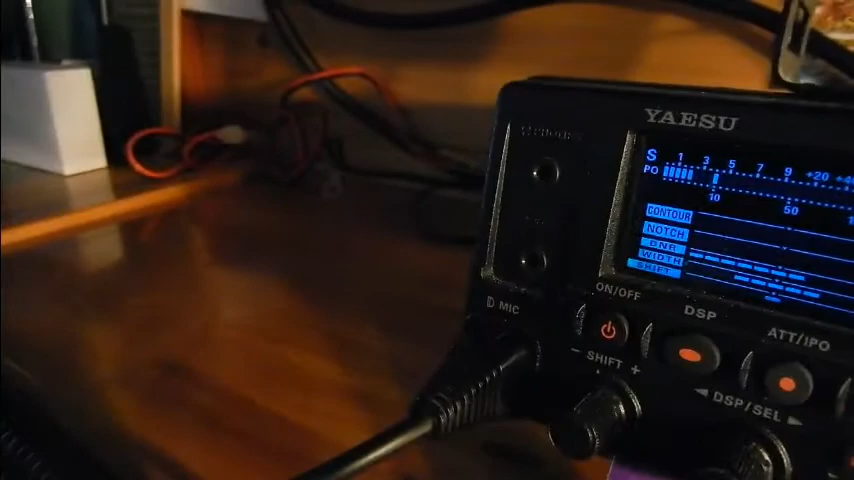 YAESU
PHONES
S 1 3 5 7 9 +20 +4
PO 10 50
CONTOUR
NOTCH
DNR
WIDTH
SHIFT
MIC
ON/OFF
DSP
ATT/IPO
− SHIFT +
◄ DSP/SEL ►